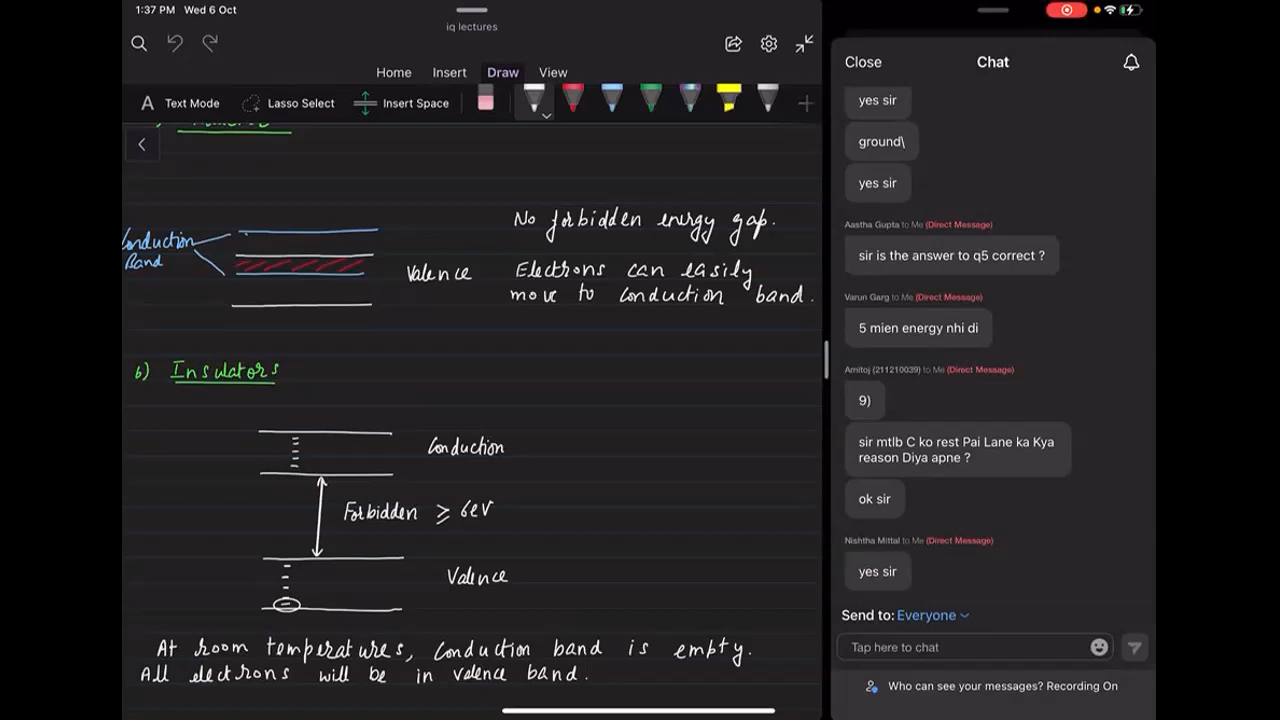 1:37 PM Wed 6 Oct
iq lectures
Home Insert Draw View
Text Mode Lasso Select Insert Space
Conduction
Band
Valence
No forbidden energy gap.
Electrons can easily
move to conduction band.
b) Insulators
Conduction
Forbidden ≥ 6eV
Valence
At room temperatures, conduction band is empty.
All electrons will be in valence band.
Close Chat
yes sir
ground\
yes sir
Aastha Gupta to Me (Direct Message)
sir is the answer to q5 correct ?
Varun Garg to Me (Direct Message)
5 mien energy nhi di
Amitoj (211210039) to Me (Direct Message)
9)
sir mtlb C ko rest Pai Lane ka Kya
reason Diya apne ?
ok sir
Nishtha Mittal to Me (Direct Message)
yes sir
Send to: Everyone
Tap here to chat
Who can see your messages? Recording On